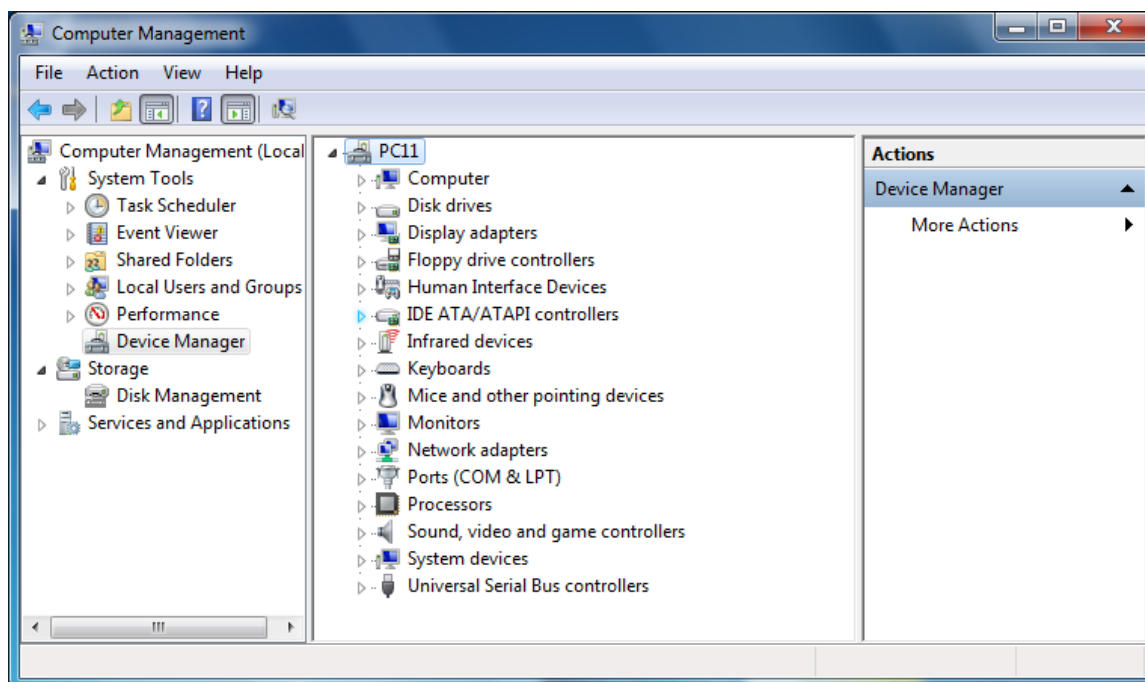 Computer Management
File Action View Help
Computer Management (Local
System Tools
Task Scheduler
Event Viewer
Shared Folders
Local Users and Groups
Performance
Device Manager
Storage
Disk Management
Services and Applications
PC11
Computer
Disk drives
Display adapters
Floppy drive controllers
Human Interface Devices
IDE ATA/ATAPI controllers
Infrared devices
Keyboards
Mice and other pointing devices
Monitors
Network adapters
Ports (COM & LPT)
Processors
Sound, video and game controllers
System devices
Universal Serial Bus controllers
Actions
Device Manager
More Actions